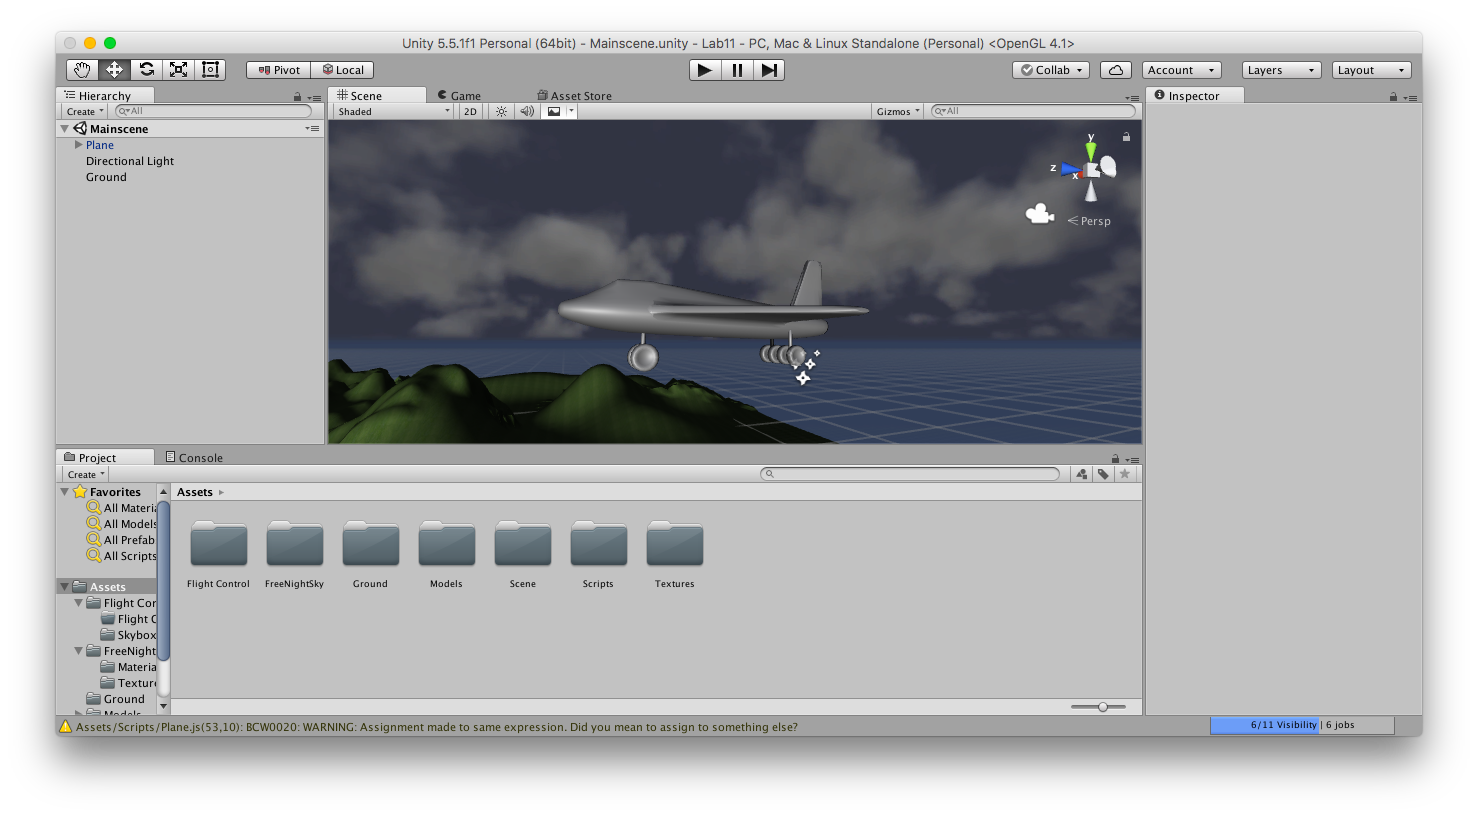 Unity 5.5.1f1 Personal (64bit) - Mainscene.unity - Lab11 - PC, Mac & Linux Standalone (Personal) <OpenGL 4.1>
Pivot Local Collab Account Layers Layout
Hierarchy Scene Game Asset Store Inspector
Create All Shaded 2D Gizmos All
Mainscene
Plane
Directional Light
Ground
y
z
x
Persp
Project Console
Create
Favorites
All Materia
All Models
All Prefab
All Scripts
Assets
Flight Cor
Flight C
Skybox
FreeNight
Materia
Texture
Ground
Models
Assets
Flight Control FreeNightSky Ground Models Scene Scripts Textures
Assets/Scripts/Plane.js(53,10): BCW0020: WARNING: Assignment made to same expression. Did you mean to assign to something else?
6/11 Visibility | 6 jobs